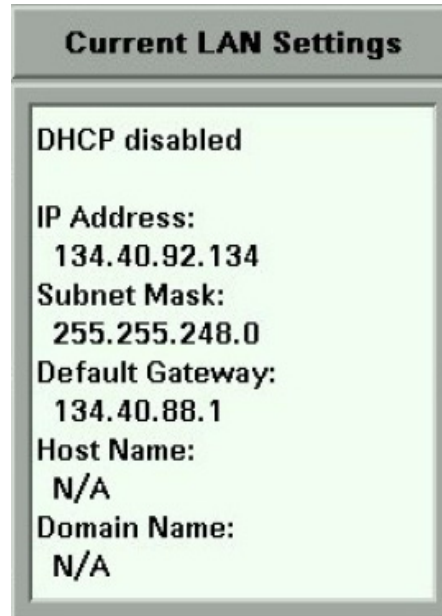 Current LAN Settings
DHCP disabled
IP Address:
134.40.92.134
Subnet Mask:
255.255.248.0
Default Gateway:
134.40.88.1
Host Name:
N/A
Domain Name:
N/A